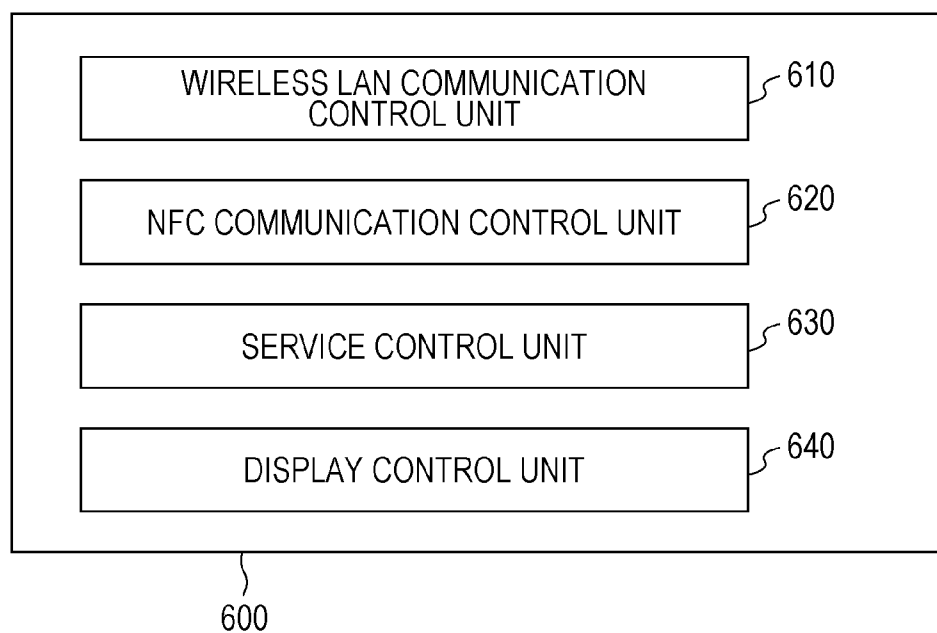 WIRELESS LAN COMMUNICATION
CONTROL UNIT
610
NFC COMMUNICATION CONTROL UNIT
620
SERVICE CONTROL UNIT
630
DISPLAY CONTROL UNIT
640
600